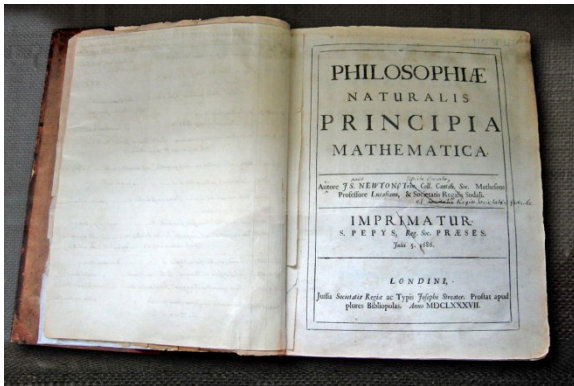 PHILOSOPHIÆ
NATURALIS
PRINCIPIA
MATHEMATICA.
Autore JS. NEWTON, Trin. Coll. Cantab. Soc. Matheseos
Professore Lucasiano, & Societatis Regalis Sodali.
IMPRIMATUR.
S. PEPYS, Reg. Soc. PRÆSES.
Julii 5. 1686.
LONDINI,
Jussu Societatis Regiæ ac Typis Josephi Streater. Prostat apud
plures Bibliopolas. Anno MDCLXXXVII.